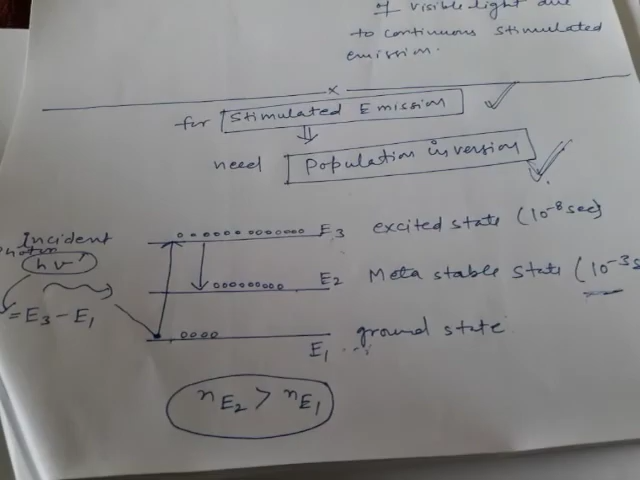 of visible light due
to continuous stimulated
emission.
x
for Stimulated Emission
⇓
need Population inversion
E3 excited state (10-8 sec)
Incident
photon
hν'
E2 Meta stable state (10-3 s
= E3 - E1
E1 ground state
nE2 > nE1